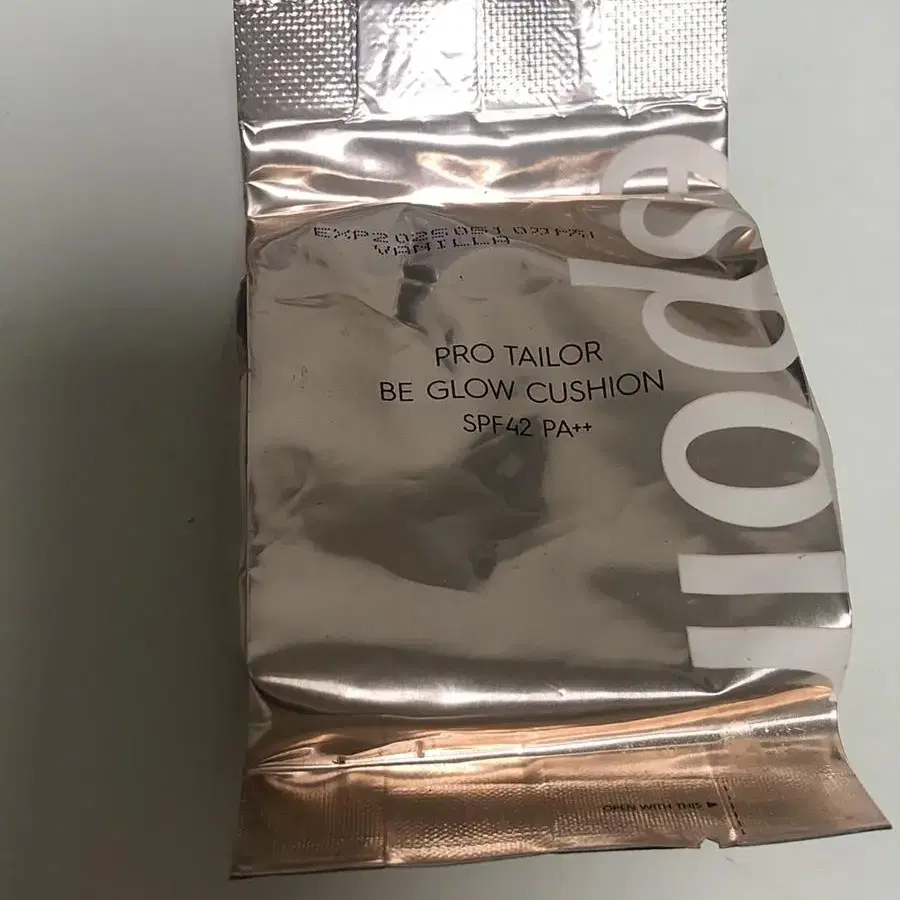 VANILLA
PRO TAILOR
BE GLOW CUSHION
SPF42 PA++
espoir
OPEN WITH THIS ▶